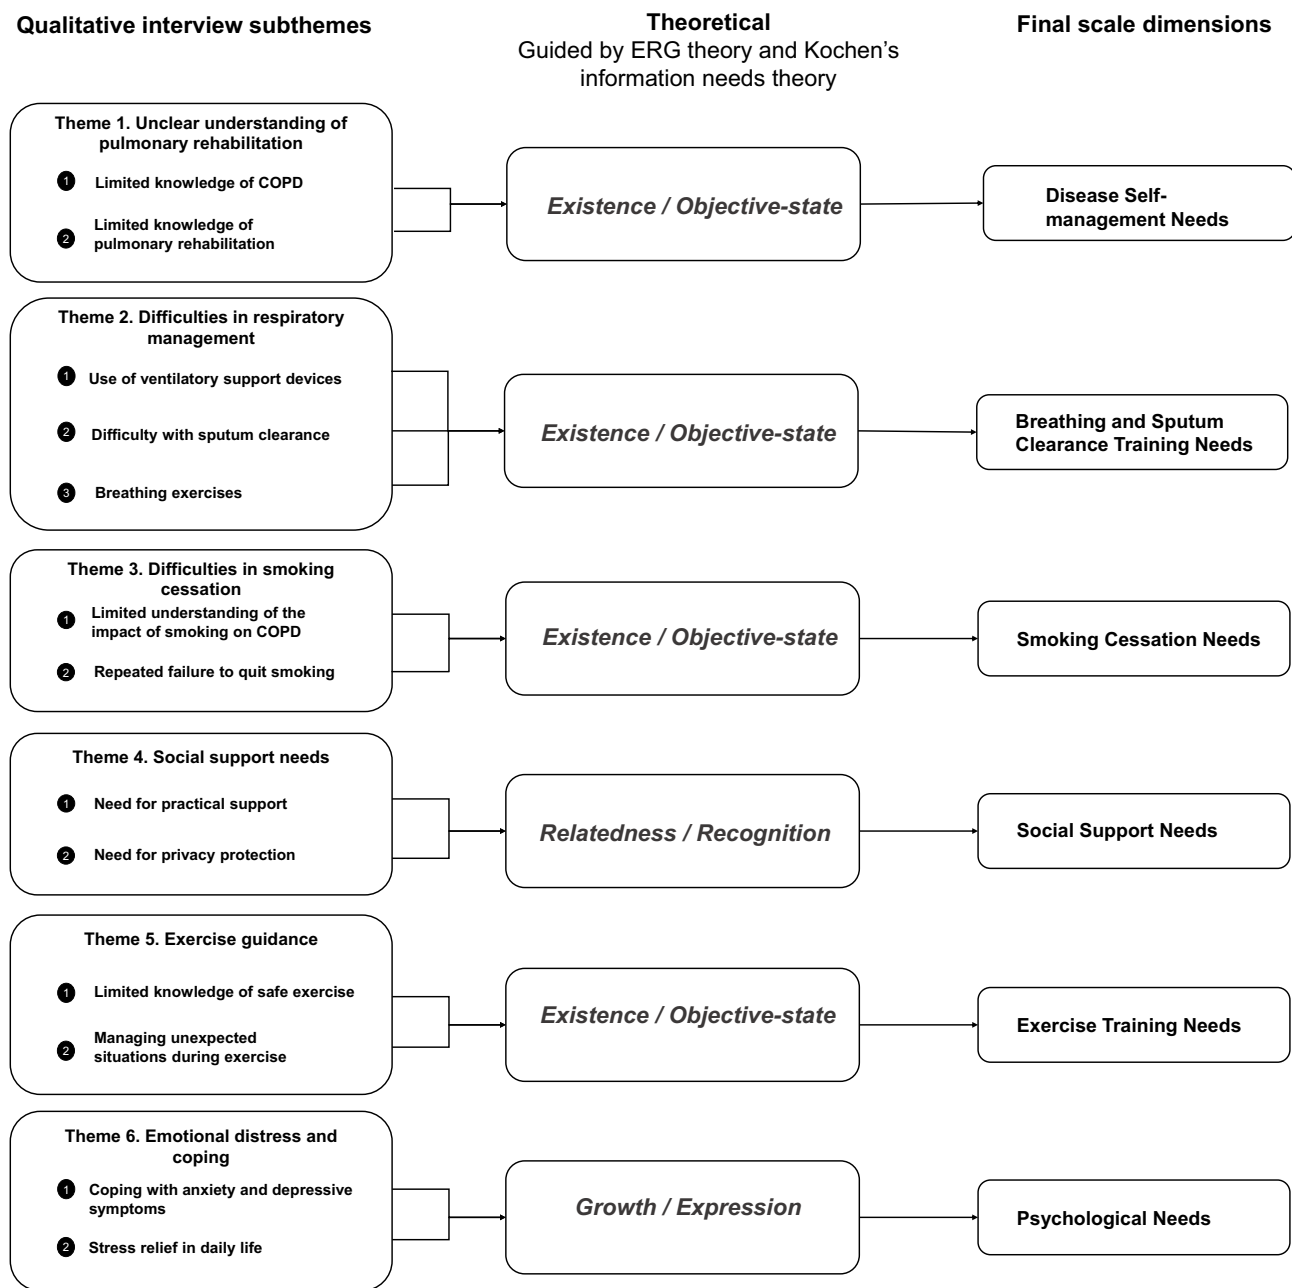 Qualitative interview subthemes
Theoretical
Guided by ERG theory and Kochen's
information needs theory
Final scale dimensions
Theme 1. Unclear understanding of
pulmonary rehabilitation
1 Limited knowledge of COPD
2 Limited knowledge of
pulmonary rehabilitation
Existence / Objective-state
Disease Self-
management Needs
Theme 2. Difficulties in respiratory
management
1 Use of ventilatory support devices
2 Difficulty with sputum clearance
3 Breathing exercises
Existence / Objective-state
Breathing and Sputum
Clearance Training Needs
Theme 3. Difficulties in smoking
cessation
1 Limited understanding of the
impact of smoking on COPD
2 Repeated failure to quit smoking
Existence / Objective-state
Smoking Cessation Needs
Theme 4. Social support needs
1 Need for practical support
2 Need for privacy protection
Relatedness / Recognition
Social Support Needs
Theme 5. Exercise guidance
1 Limited knowledge of safe exercise
2 Managing unexpected
situations during exercise
Existence / Objective-state
Exercise Training Needs
Theme 6. Emotional distress and
coping
1 Coping with anxiety and depressive
symptoms
2 Stress relief in daily life
Growth / Expression
Psychological Needs